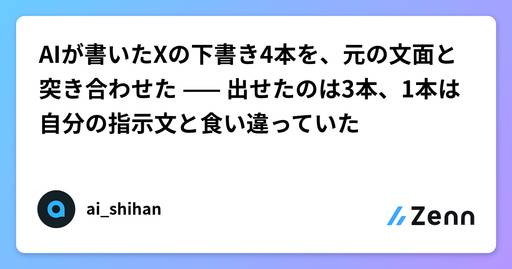 AIが書いたXの下書き4本を、元の文面と
突き合わせた —— 出せたのは3本、1本は
自分の指示文と食い違っていた
ai_shihan
Zenn